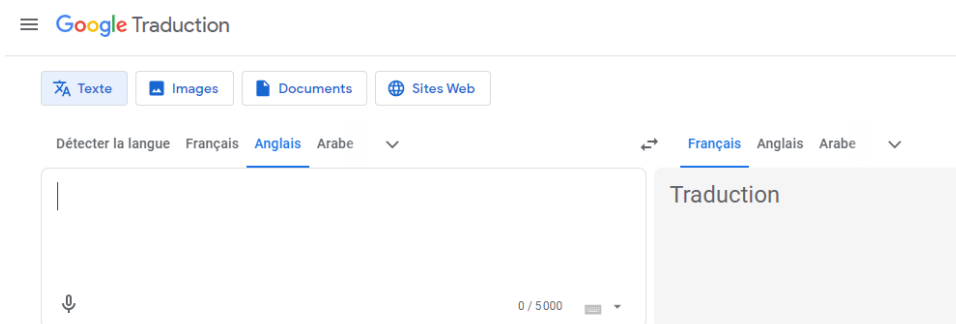 Google Traduction
Texte Images Documents Sites Web
Détecter la langue Français Anglais Arabe Français Anglais Arabe
Traduction
0 / 5000